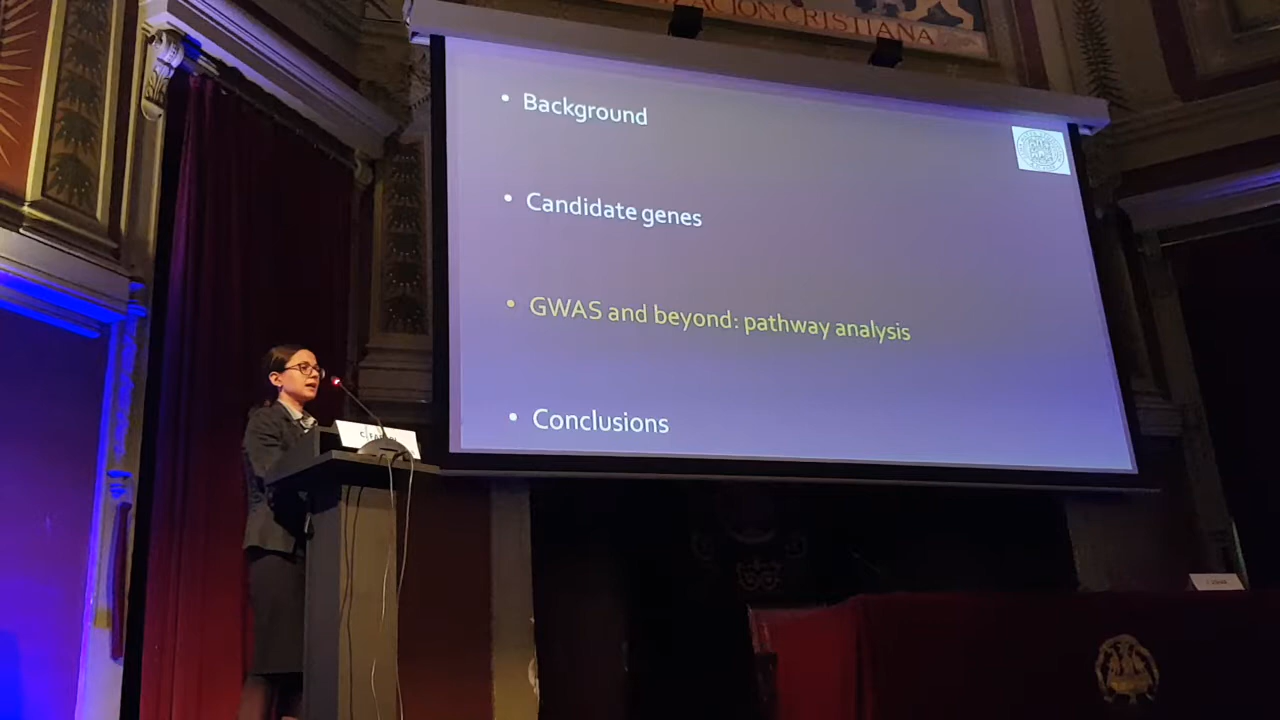 ACION CRISTIANA
• Background
• Candidate genes
• GWAS and beyond: pathway analysis
• Conclusions